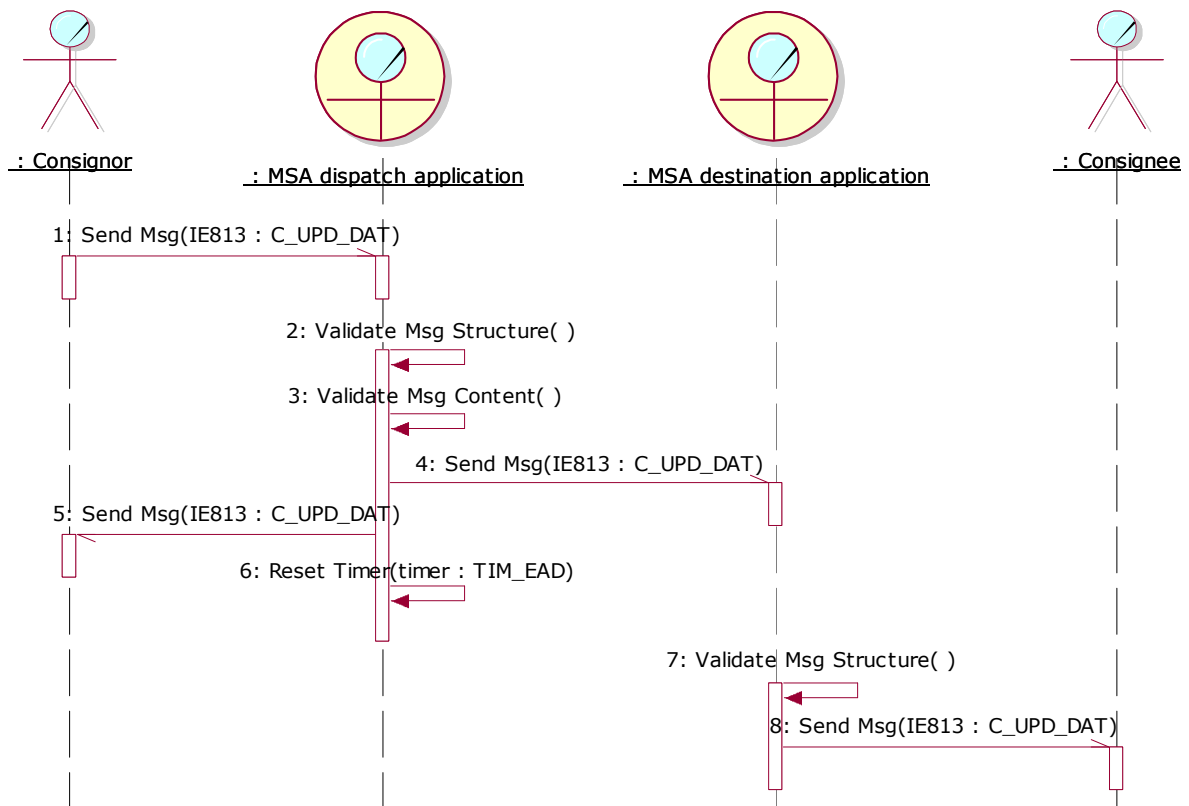 : Consignor
: MSA dispatch application
: MSA destination application
: Consignee
1: Send Msg(IE813 : C_UPD_DAT)
2: Validate Msg Structure( )
3: Validate Msg Content( )
4: Send Msg(IE813 : C_UPD_DAT)
5: Send Msg(IE813 : C_UPD_DAT)
6: Reset Timer(timer : TIM_EAD)
7: Validate Msg Structure( )
8: Send Msg(IE813 : C_UPD_DAT)